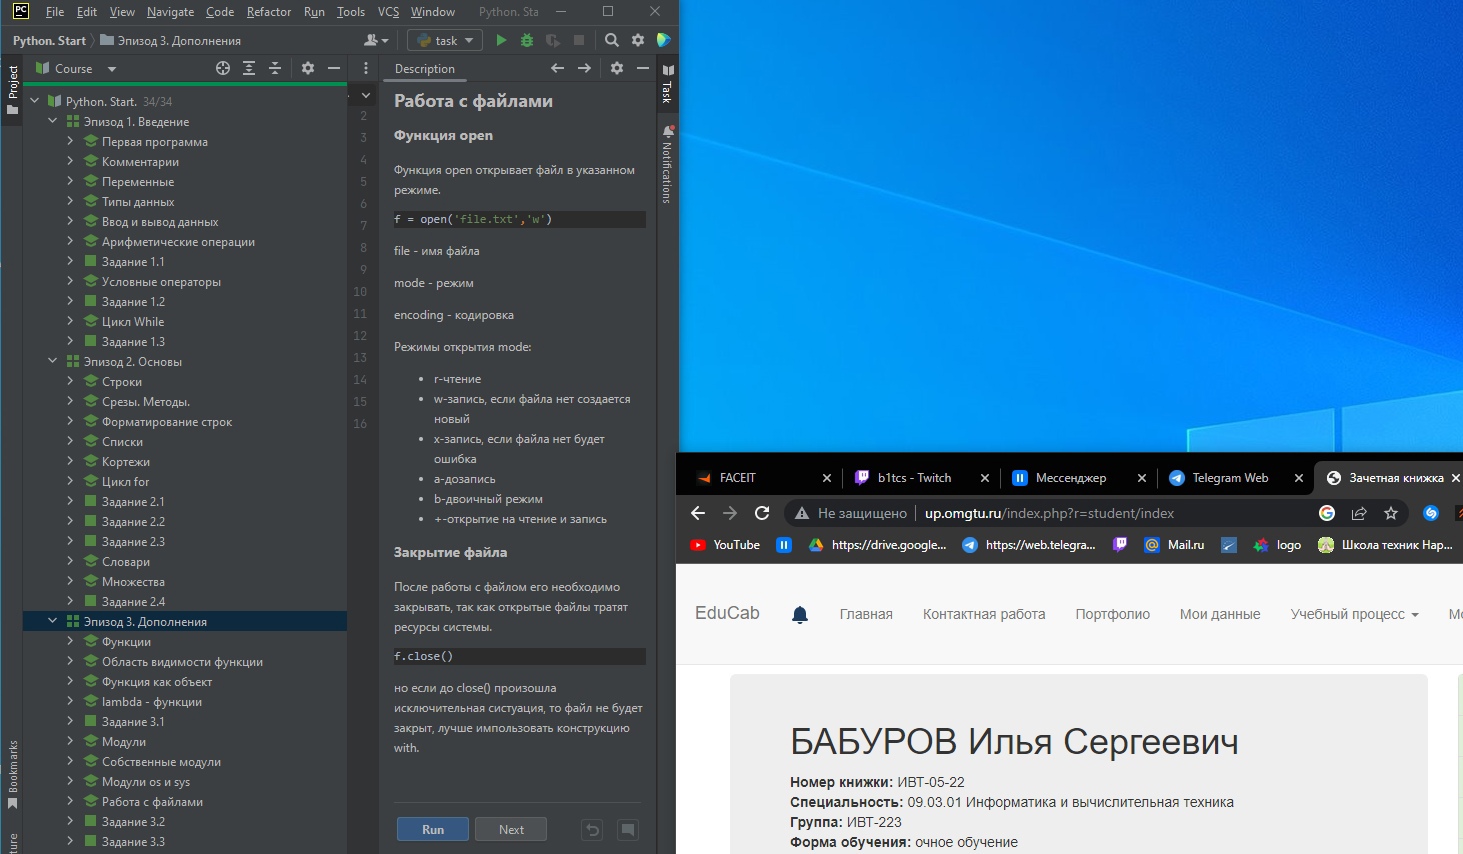 PC File Edit View Navigate Code Refactor Run Tools VCS Window Python. Sta
Python. Start Эпизод 3. Дополнения task
Project
Course
Python. Start. 34/34
Эпизод 1. Введение
Первая программа
Комментарии
Переменные
Типы данных
Ввод и вывод данных
Арифметические операции
Задание 1.1
Условные операторы
Задание 1.2
Цикл While
Задание 1.3
Эпизод 2. Основы
Строки
Срезы. Методы.
Форматирование строк
Списки
Кортежи
Цикл for
Задание 2.1
Задание 2.2
Задание 2.3
Словари
Множества
Задание 2.4
Эпизод 3. Дополнения
Функции
Область видимости функции
Функция как объект
lambda - функции
Задание 3.1
Модули
Собственные модули
Модули os и sys
Работа с файлами
Задание 3.2
Задание 3.3
Bookmarks
ture
2
3
4
5
6
7
8
9
10
11
12
13
14
15
16
Description
Работа с файлами
Функция open
Функция open открывает файл в указанном
режиме.
f = open('file.txt','w')
file - имя файла
mode - режим
encoding - кодировка
Режимы открытия mode:
• r-чтение
• w-запись, если файла нет создается
новый
• x-запись, если файла нет будет
ошибка
• a-дозапись
• b-двоичный режим
• +-открытие на чтение и запись
Закрытие файла
После работы с файлом его необходимо
закрывать, так как открытые файлы тратят
ресурсы системы.
f.close()
но если до close() произошла
исключительная систуация, то файл не будет
закрыт, лучше импользовать конструкцию
with.
Run Next
Task
Notifications
FACEIT b1tcs - Twitch Мессенджер Telegram Web Зачетная книжка
Не защищено up.omgtu.ru/index.php?r=student/index
YouTube https://drive.google... https://web.telegra... Mail.ru logo Школа техник Нар...
EduCab Главная Контактная работа Портфолио Мои данные Учебный процесс
БАБУРОВ Илья Сергеевич
Номер книжки: ИВТ-05-22
Специальность: 09.03.01 Информатика и вычислительная техника
Группа: ИВТ-223
Форма обучения: очное обучение